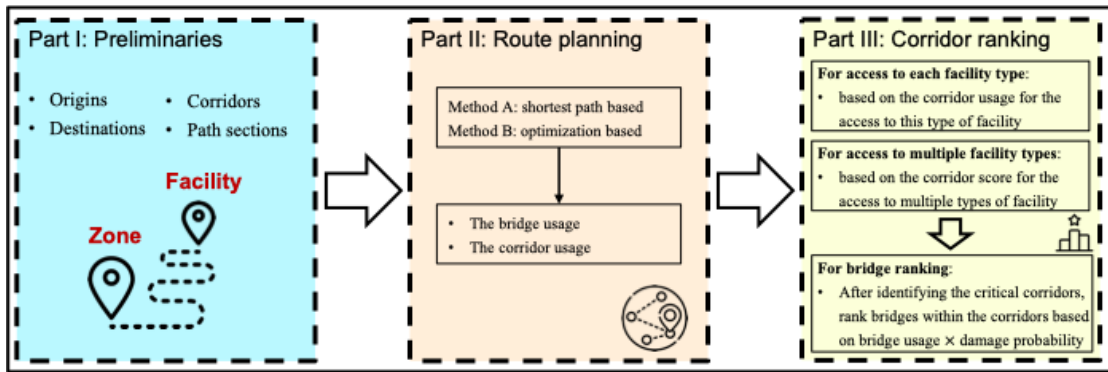 Part I: Preliminaries
• Origins
• Destinations
• Corridors
• Path sections
Facility
Zone
Part II: Route planning
Method A: shortest path based
Method B: optimization based
• The bridge usage
• The corridor usage
Part III: Corridor ranking
For access to each facility type:
• based on the corridor usage for the
access to this type of facility
For access to multiple facility types:
• based on the corridor score for the
access to multiple types of facility
For bridge ranking:
• After identifying the critical corridors,
rank bridges within the corridors based
on bridge usage × damage probability